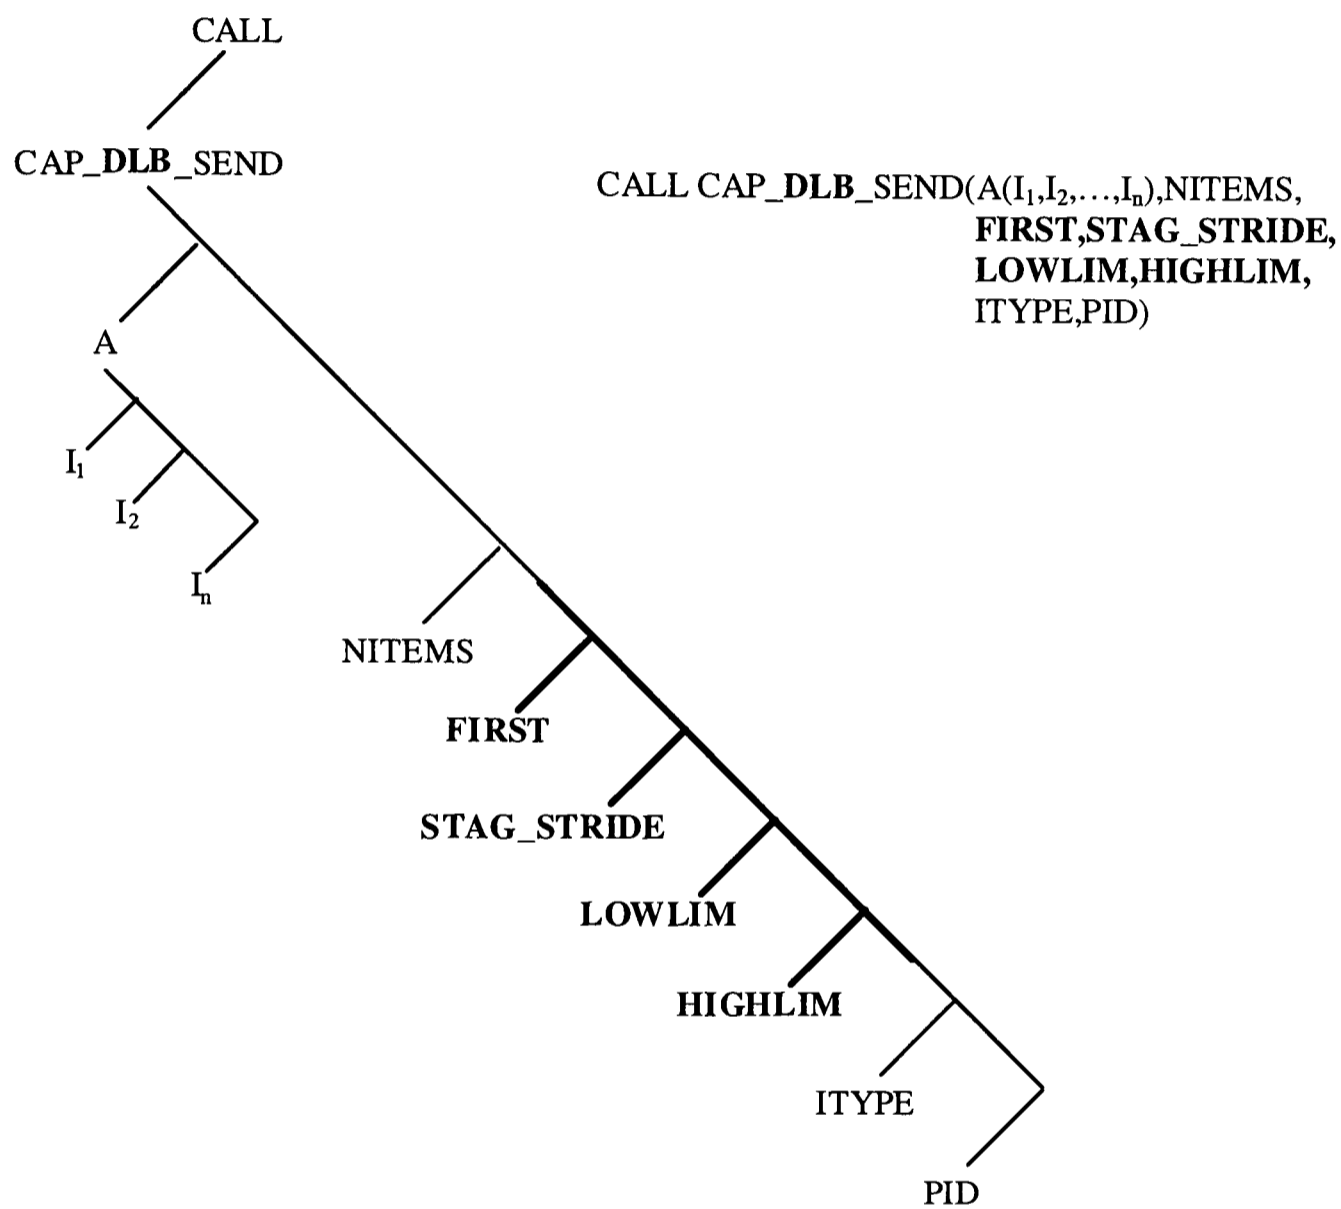 CALL
CAP_DLB_SEND
CALL CAP_DLB_SEND(A(I₁,I₂,...,Iₙ),NITEMS,
FIRST,STAG_STRIDE,
LOWLIM,HIGHLIM,
ITYPE,PID)
A
I₁
I₂
Iₙ
NITEMS
FIRST
STAG_STRIDE
LOWLIM
HIGHLIM
ITYPE
PID